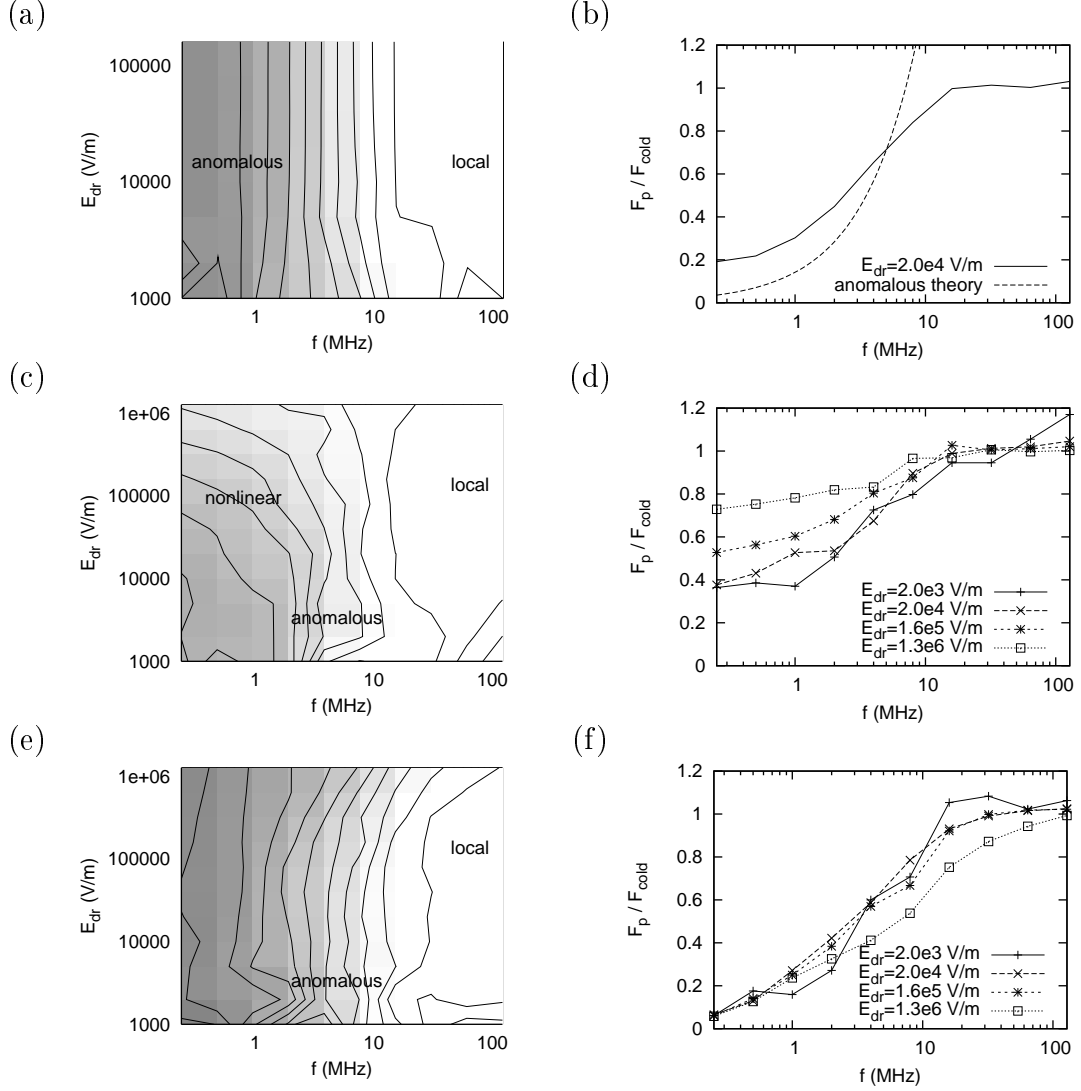 (a)
100000
10000
1000
E_dr (V/m)
anomalous
local
1 10 100
f (MHz)
(b)
1.2
1
0.8
0.6
0.4
0.2
0
F_p / F_cold
E_dr=2.0e4 V/m
anomalous theory
1 10 100
f (MHz)
(c)
1e+06
100000
10000
1000
E_dr (V/m)
nonlinear
local
anomalous
1 10 100
f (MHz)
(d)
1.2
1
0.8
0.6
0.4
0.2
0
F_p / F_cold
E_dr=2.0e3 V/m
E_dr=2.0e4 V/m
E_dr=1.6e5 V/m
E_dr=1.3e6 V/m
1 10 100
f (MHz)
(e)
1e+06
100000
10000
1000
E_dr (V/m)
local
anomalous
1 10 100
f (MHz)
(f)
1.2
1
0.8
0.6
0.4
0.2
0
F_p / F_cold
E_dr=2.0e3 V/m
E_dr=2.0e4 V/m
E_dr=1.6e5 V/m
E_dr=1.3e6 V/m
1 10 100
f (MHz)